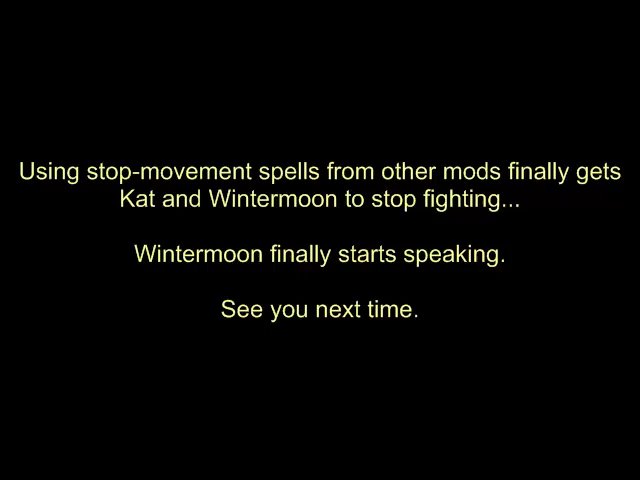 Using stop-movement spells from other mods finally gets
Kat and Wintermoon to stop fighting...
Wintermoon finally starts speaking.
See you next time.